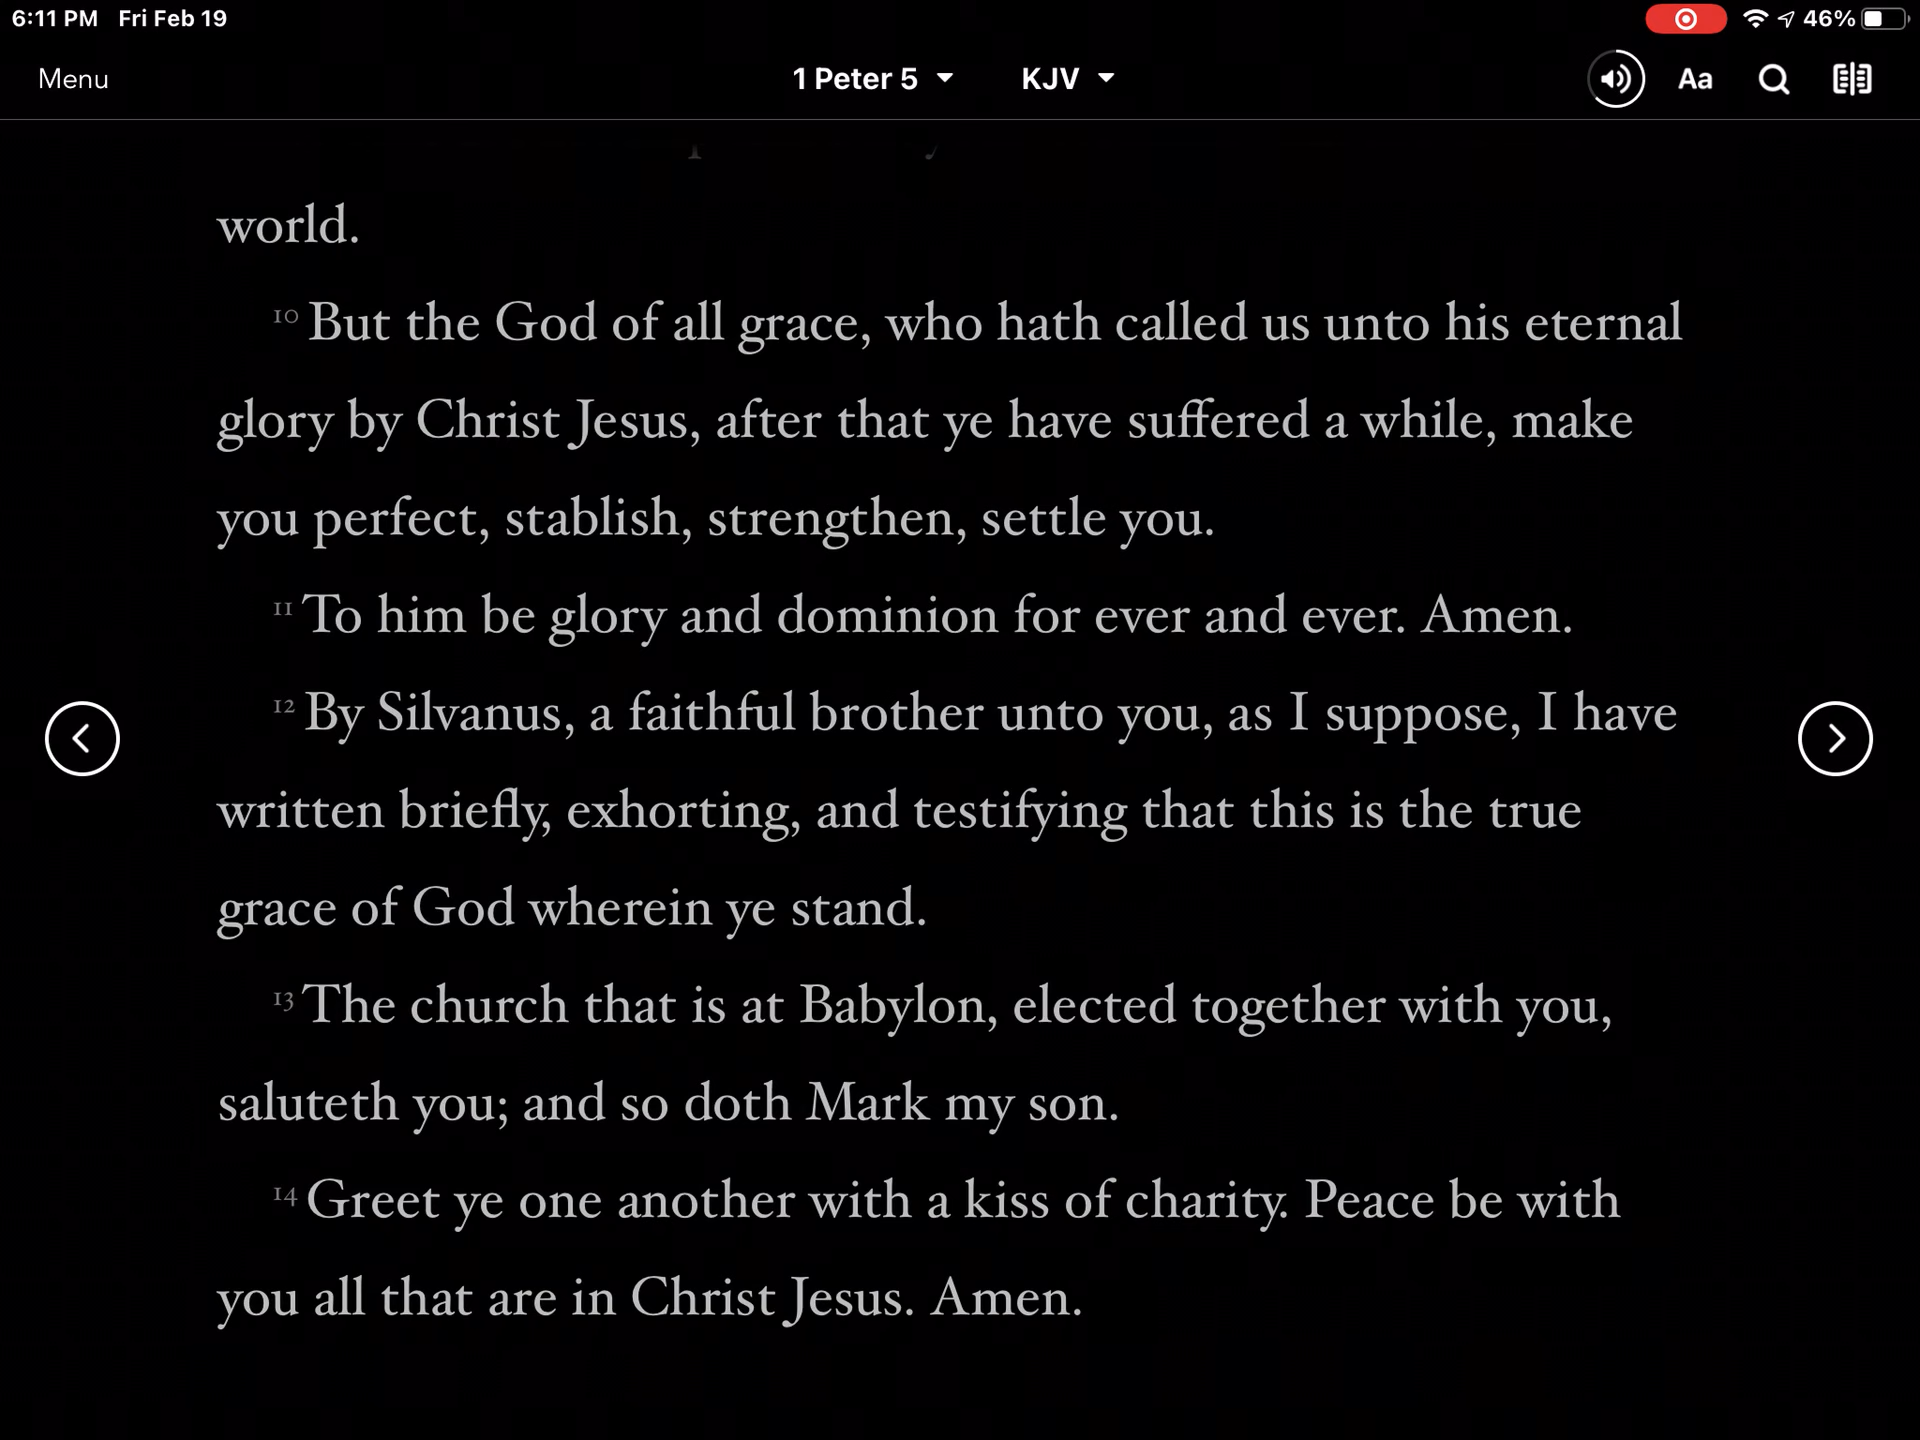 6:11 PM Fri Feb 19 46%
Menu 1 Peter 5 KJV Aa
world.
10 But the God of all grace, who hath called us unto his eternal
glory by Christ Jesus, after that ye have suffered a while, make
you perfect, stablish, strengthen, settle you.
11 To him be glory and dominion for ever and ever. Amen.
12 By Silvanus, a faithful brother unto you, as I suppose, I have
written briefly, exhorting, and testifying that this is the true
grace of God wherein ye stand.
13 The church that is at Babylon, elected together with you,
saluteth you; and so doth Mark my son.
14 Greet ye one another with a kiss of charity. Peace be with
you all that are in Christ Jesus. Amen.